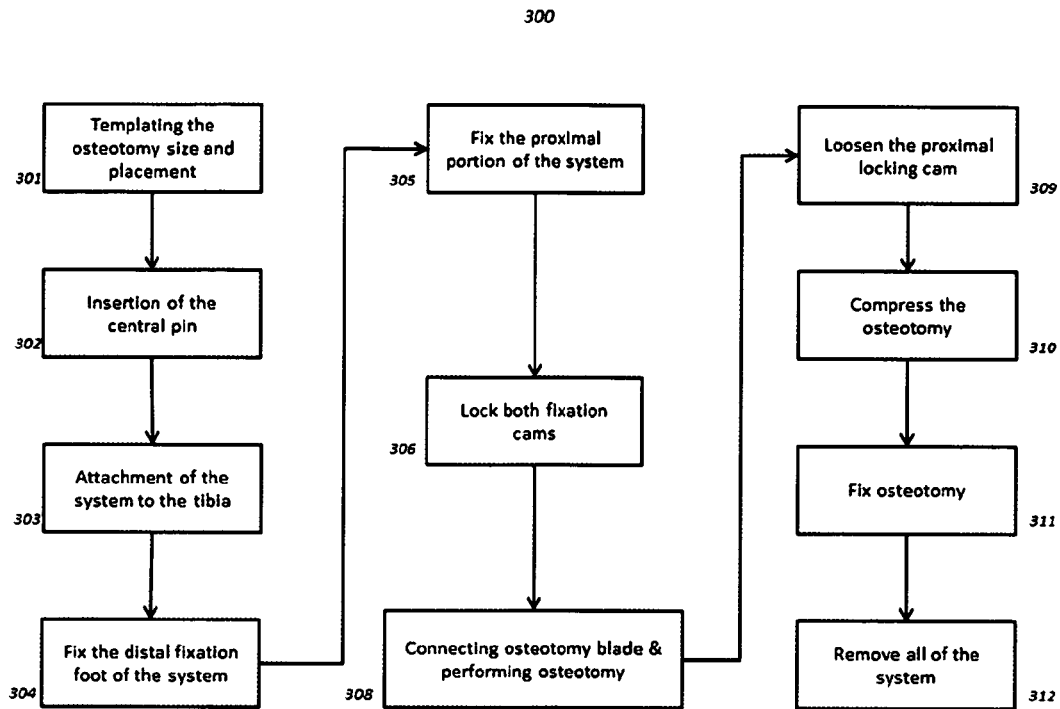 300
Templating the
osteotomy size and
placement
301
Insertion of the
central pin
302
Attachment of the
system to the tibia
303
Fix the distal fixation
foot of the system
304
Fix the proximal
portion of the system
305
Lock both fixation
cams
306
Connecting osteotomy blade &
performing osteotomy
308
Loosen the proximal
locking cam
309
Compress the
osteotomy
310
Fix osteotomy
311
Remove all of the
system
312